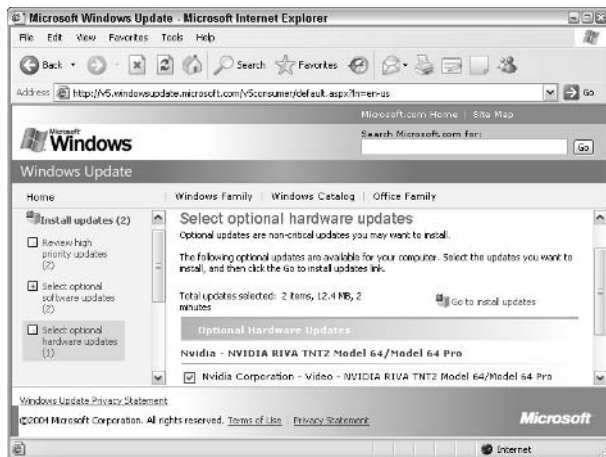 Microsoft Windows Update - Microsoft Internet Explorer
File Edit View Favorites Tools Help
Back Search Favorites
Address http://v5.windowsupdate.microsoft.com/v5consumer/default.aspx?ln=en-us Go
Microsoft.com Home | Site Map
Microsoft
Windows
Search Microsoft.com for:
Go
Windows Update
Home Windows Family | Windows Catalog | Office Family
Install updates (2)
Review high
priority updates
(2)
Select optional
software updates
(2)
Select optional
hardware updates
(1)
Select optional hardware updates
Optional updates are non-critical updates you may want to install.
The following optional updates are available for your computer. Select the updates you want to
install, and then click the Go to install updates link.
Total updates selected: 2 items, 12.4 MB, 2
minutes
Go to install updates
Optional Hardware Updates
Nvidia - NVIDIA RIVA TNT2 Model 64/Model 64 Pro
Nvidia Corporation - Video - NVIDIA RIVA TNT2 Model 64/Model 64 Pro
Windows Update Privacy Statement
©2004 Microsoft Corporation. All rights reserved. Terms of Use | Privacy Statement
Microsoft
Internet